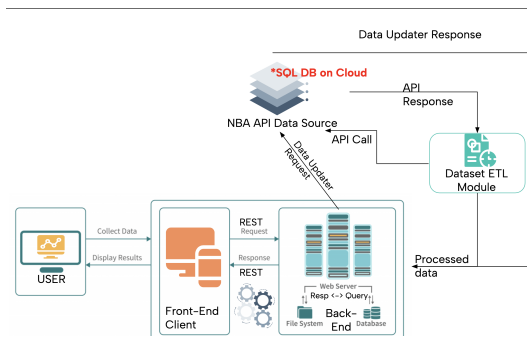 Data Updater Response
*SQL DB on Cloud
API
Response
NBA API Data Source
API Call
Data Updater
Request
Dataset ETL
Module
Collect Data
REST
Request
Display Results
Response
REST
USER
Front-End
Client
Web Server
Resp <-> Query
File System
Back-
End
Database
Processed
data